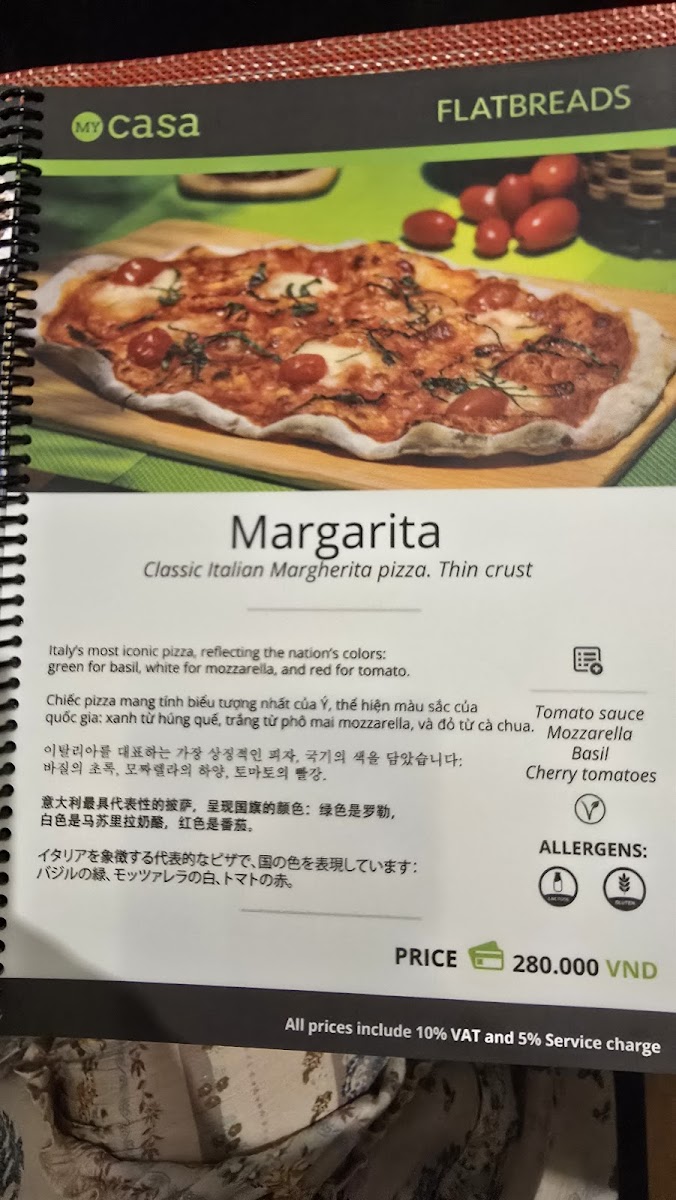 MY casa
FLATBREADS
Margarita
Classic Italian Margherita pizza. Thin crust
Italy's most iconic pizza, reflecting the nation's colors:
green for basil, white for mozzarella, and red for tomato.
Chiếc pizza mang tính biểu tượng nhất của Ý, thể hiện màu sắc của
quốc gia: xanh từ húng quế, trắng từ phô mai mozzarella, và đỏ từ cà chua.
이탈리아를 대표하는 가장 상징적인 피자, 국기의 색을 담았습니다:
바질의 초록, 모짜렐라의 하양, 토마토의 빨강.
意大利最具代表性的披萨，呈现国旗的颜色：绿色是罗勒，
白色是马苏里拉奶酪，红色是番茄。
イタリアを象徴する代表的なピザで、国の色を表現しています：
バジルの緑、モッツァレラの白、トマトの赤。
Tomato sauce
Mozzarella
Basil
Cherry tomatoes
V
ALLERGENS:
LACTOSE
GLUTEN
PRICE 280.000 VND
All prices include 10% VAT and 5% Service charge